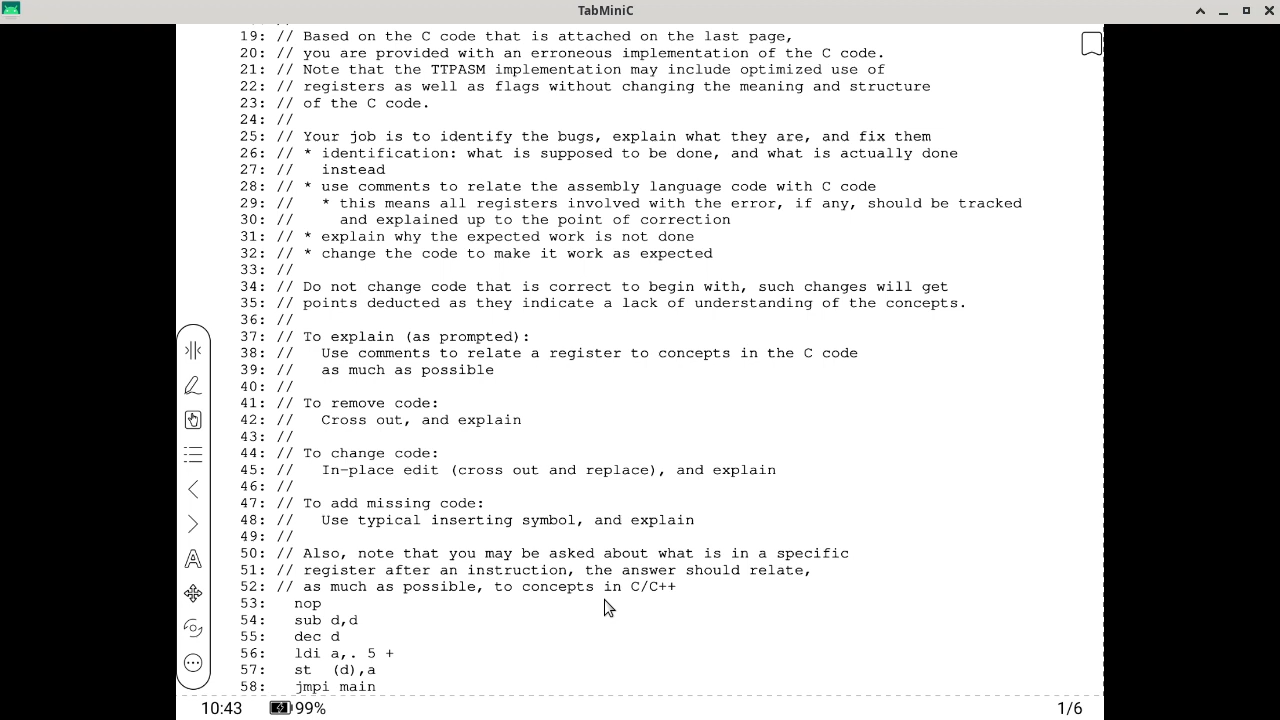 TabMiniC
19: // Based on the C code that is attached on the last page,
20: // you are provided with an erroneous implementation of the C code.
21: // Note that the TTPASM implementation may include optimized use of
22: // registers as well as flags without changing the meaning and structure
23: // of the C code.
24: //
25: // Your job is to identify the bugs, explain what they are, and fix them
26: // * identification: what is supposed to be done, and what is actually done
27: //   instead
28: // * use comments to relate the assembly language code with C code
29: //   * this means all registers involved with the error, if any, should be tracked
30: //     and explained up to the point of correction
31: // * explain why the expected work is not done
32: // * change the code to make it work as expected
33: //
34: // Do not change code that is correct to begin with, such changes will get
35: // points deducted as they indicate a lack of understanding of the concepts.
36: //
37: // To explain (as prompted):
38: //   Use comments to relate a register to concepts in the C code
39: //   as much as possible
40: //
41: // To remove code:
42: //   Cross out, and explain
43: //
44: // To change code:
45: //   In-place edit (cross out and replace), and explain
46: //
47: // To add missing code:
48: //   Use typical inserting symbol, and explain
49: //
50: // Also, note that you may be asked about what is in a specific
51: // register after an instruction, the answer should relate,
52: // as much as possible, to concepts in C/C++
53:   nop
54:   sub d,d
55:   dec d
56:   ldi a,. 5 +
57:   st  (d),a
58:   jmpi main
10:43 99% 1/6